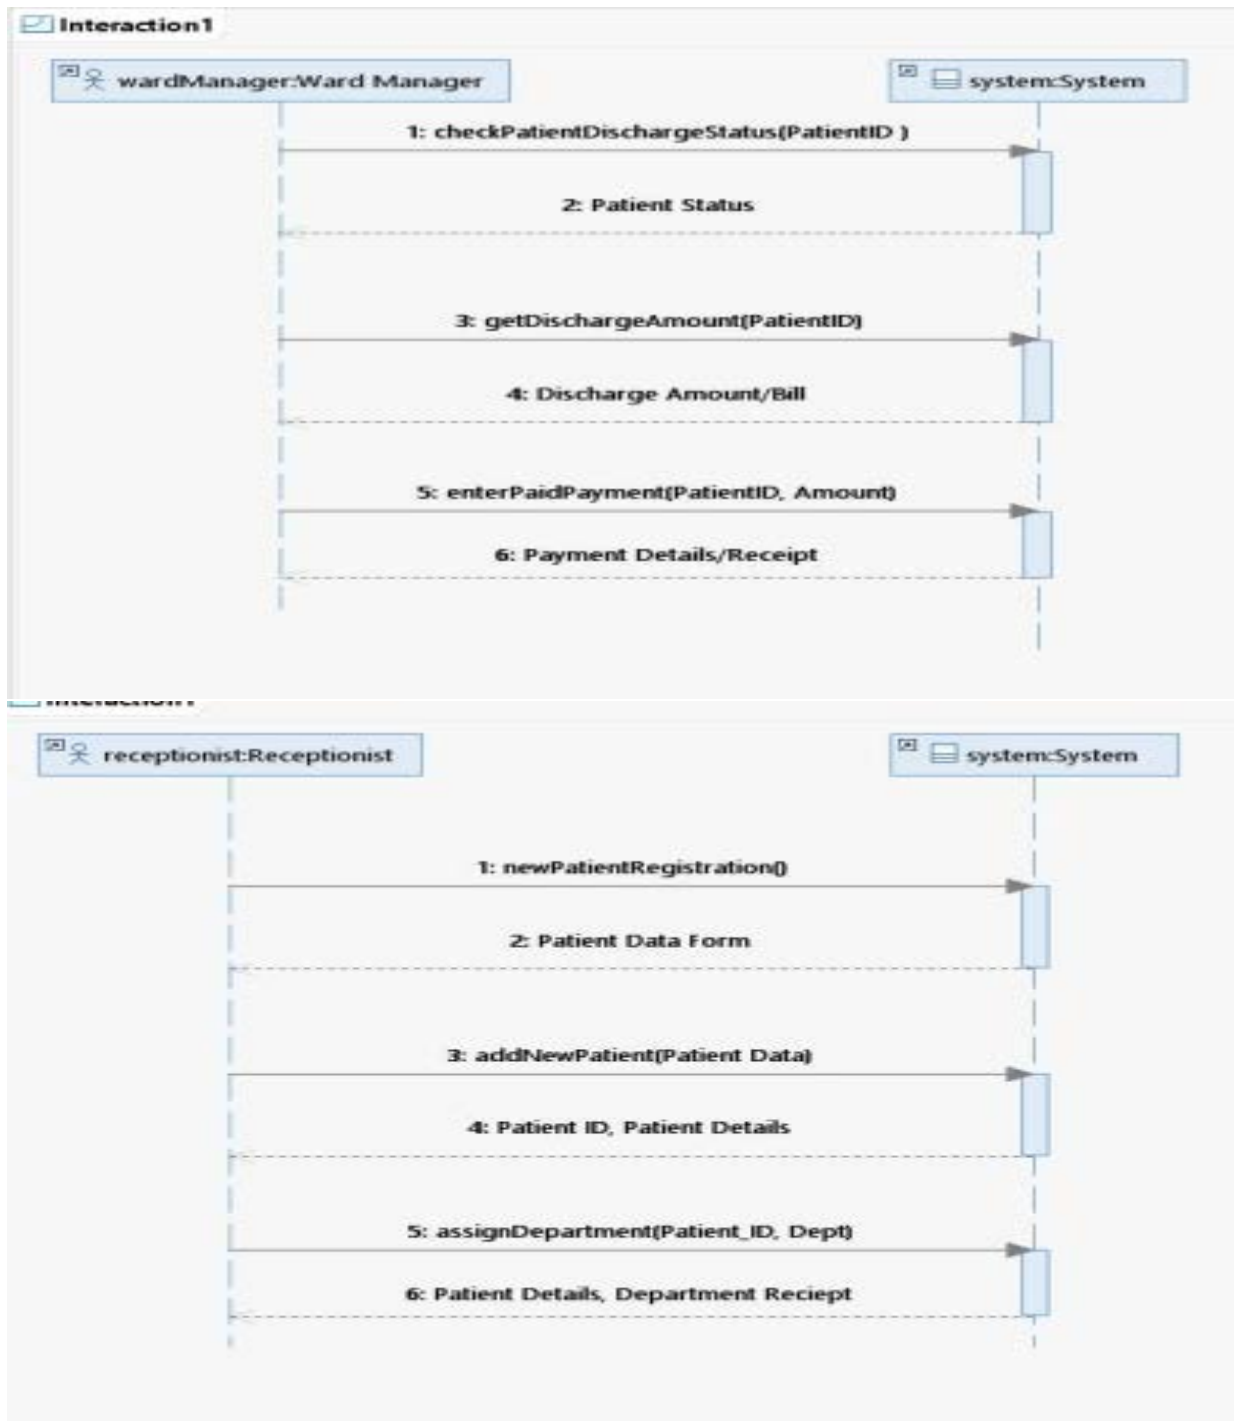 Interaction1
wardManager:Ward Manager
system:System
1: checkPatientDischargeStatus(PatientID )
2: Patient Status
3: getDischargeAmount(PatientID)
4: Discharge Amount/Bill
5: enterPaidPayment(PatientID, Amount)
6: Payment Details/Receipt
Interaction1
receptionist:Receptionist
system:System
1: newPatientRegistration()
2: Patient Data Form
3: addNewPatient(Patient Data)
4: Patient ID, Patient Details
5: assignDepartment(Patient_ID, Dept)
6: Patient Details, Department Reciept